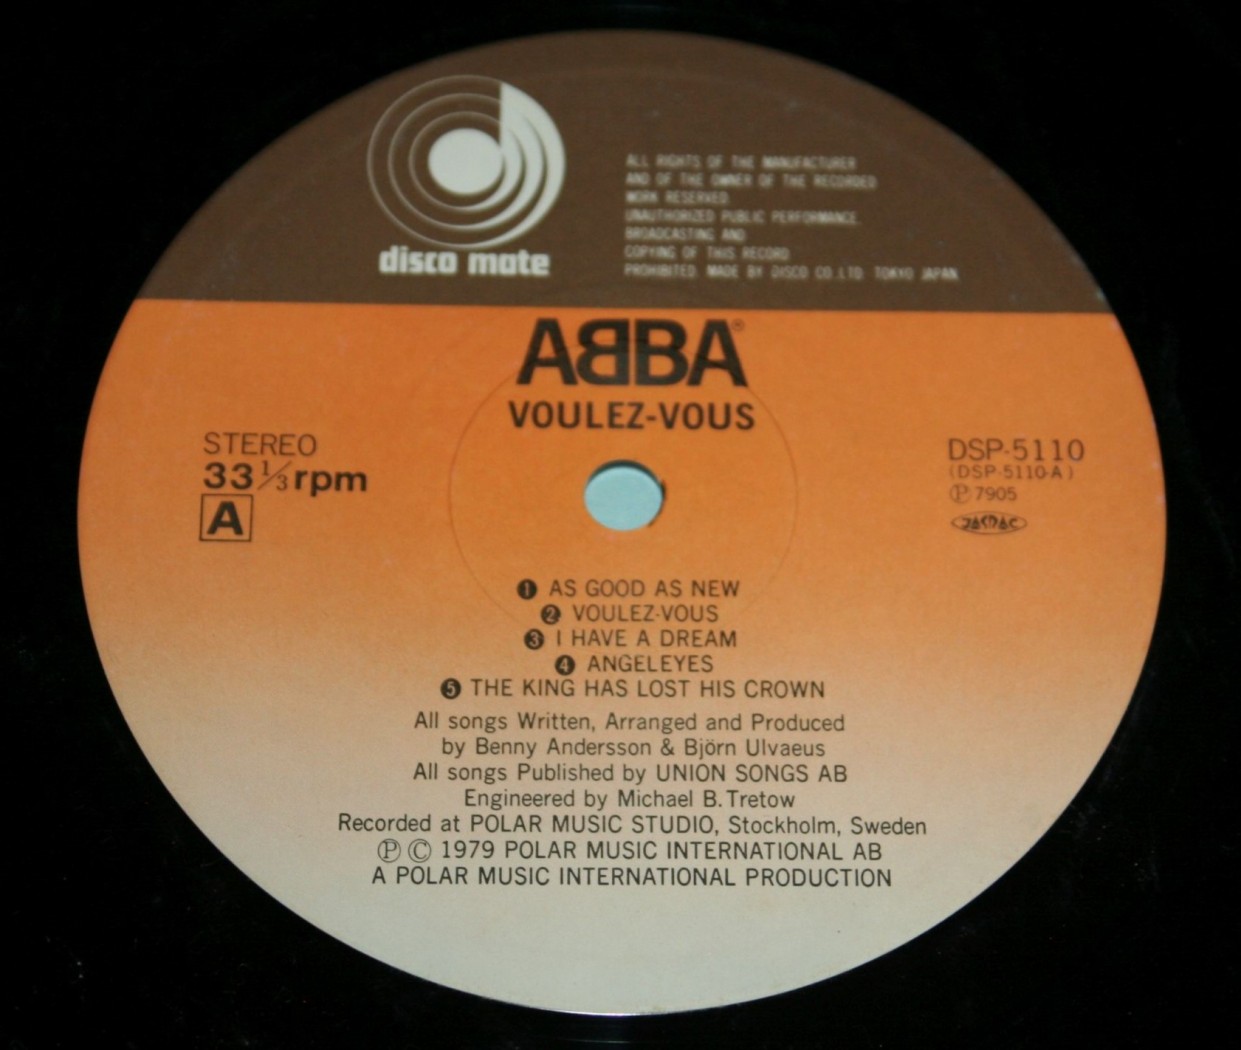 disco mate
ALL RIGHTS OF THE MANUFACTURER
AND OF THE OWNER OF THE RECORDED
WORK RESERVED.
UNAUTHORIZED PUBLIC PERFORMANCE.
BROADCASTING AND
COPYING OF THIS RECORD
PROHIBITED. MADE BY DISCO CO.LTD. TOKYO JAPAN
ABBA®
VOULEZ-VOUS
STEREO
33 1/3 rpm
A
DSP-5110
(DSP-5110-A)
Ⓟ7905
JASRAC
❶ AS GOOD AS NEW
❷ VOULEZ-VOUS
❸ I HAVE A DREAM
❹ ANGELEYES
❺ THE KING HAS LOST HIS CROWN
All songs Written, Arranged and Produced
by Benny Andersson & Björn Ulvaeus
All songs Published by UNION SONGS AB
Engineered by Michael B. Tretow
Recorded at POLAR MUSIC STUDIO, Stockholm, Sweden
Ⓟ © 1979 POLAR MUSIC INTERNATIONAL AB
A POLAR MUSIC INTERNATIONAL PRODUCTION